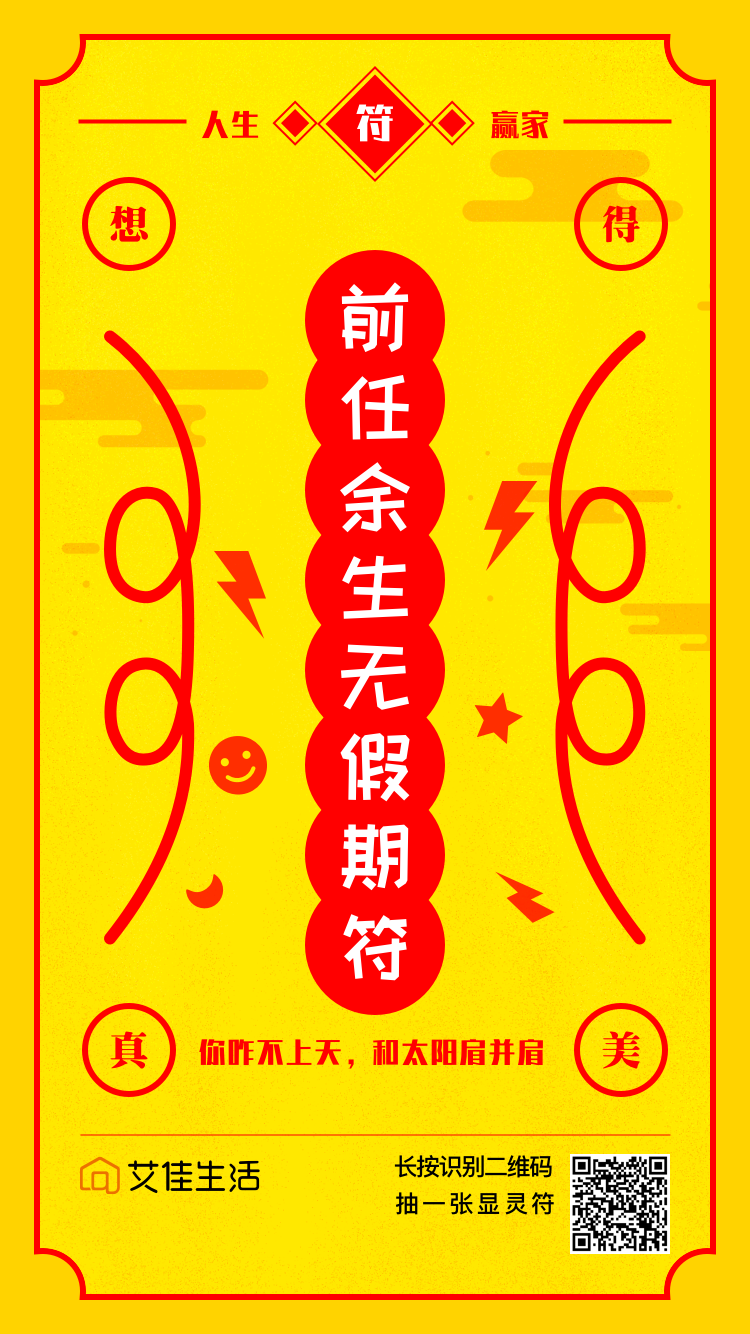 人生 符 赢家
想 得
前任余生无假期符
真 美
你咋不上天，和太阳肩并肩
艾佳生活
长按识别二维码
抽一张显灵符